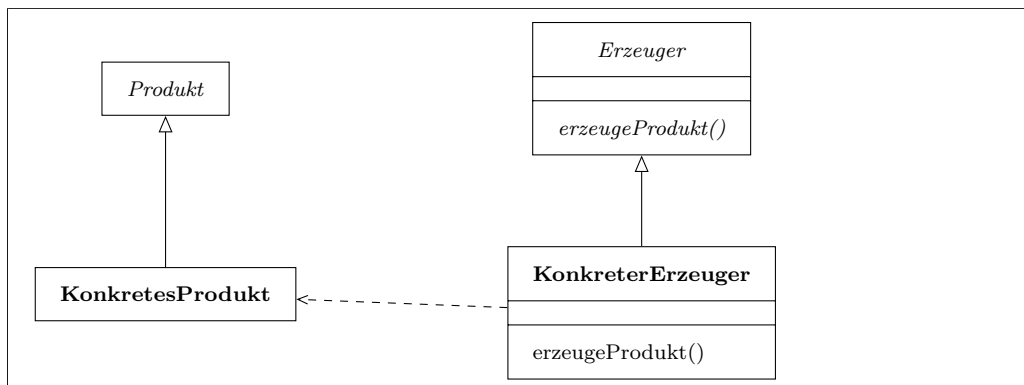 Erzeuger
Produkt
erzeugeProdukt()
KonkretesProdukt
KonkreterErzeuger
erzeugeProdukt()